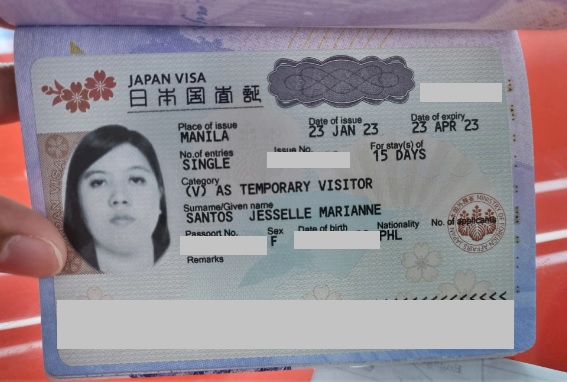 JAPAN VISA
日本国査証
Place of issue Date of issue Date of expiry
MANILA 23 JAN 23 23 APR 23
No.of entries Issue No. For stay(s) of
SINGLE 15 DAYS
Category
(V) AS TEMPORARY VISITOR
Surname/Given name
SANTOS JESSELLE MARIANNE
Passport No. Sex Date of birth Nationality No. of applicants
F PHL
Remarks